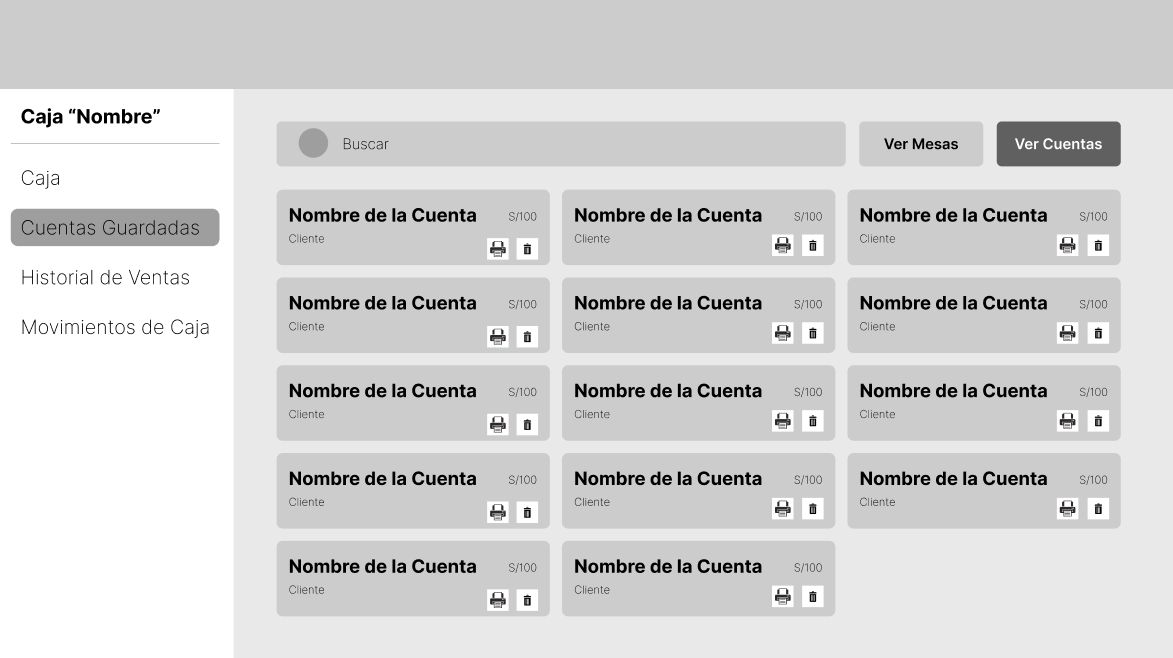 Caja “Nombre”
Caja
Cuentas Guardadas
Historial de Ventas
Movimientos de Caja
Buscar
Ver Mesas
Ver Cuentas
Nombre de la Cuenta S/100
Cliente
Nombre de la Cuenta S/100
Cliente
Nombre de la Cuenta S/100
Cliente
Nombre de la Cuenta S/100
Cliente
Nombre de la Cuenta S/100
Cliente
Nombre de la Cuenta S/100
Cliente
Nombre de la Cuenta S/100
Cliente
Nombre de la Cuenta S/100
Cliente
Nombre de la Cuenta S/100
Cliente
Nombre de la Cuenta S/100
Cliente
Nombre de la Cuenta S/100
Cliente
Nombre de la Cuenta S/100
Cliente
Nombre de la Cuenta S/100
Cliente
Nombre de la Cuenta S/100
Cliente